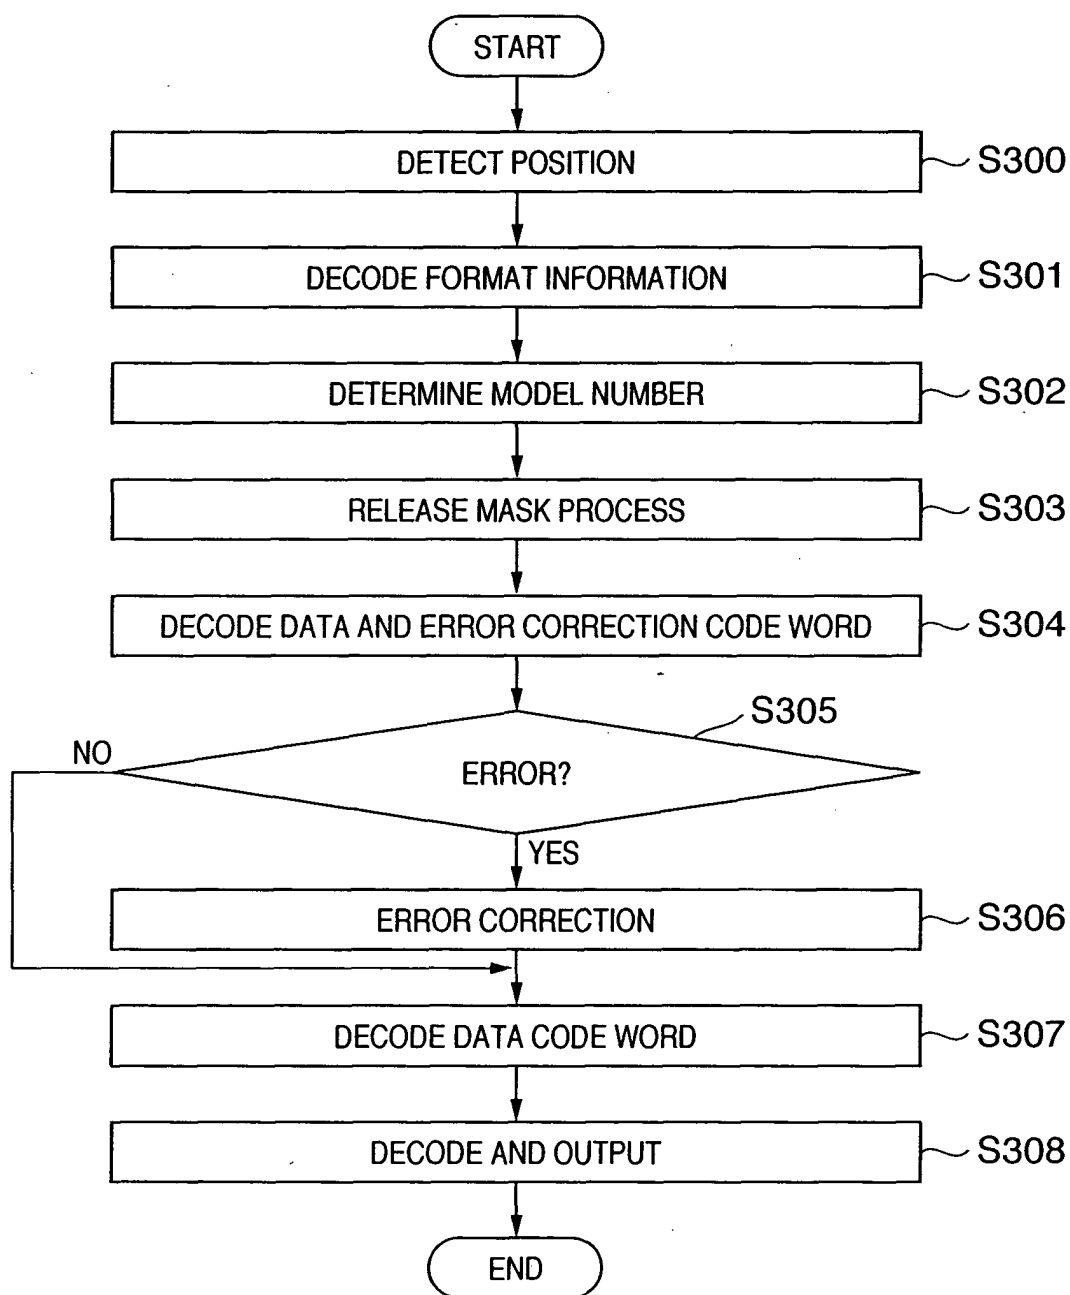 START
DETECT POSITION
S300
DECODE FORMAT INFORMATION
S301
DETERMINE MODEL NUMBER
S302
RELEASE MASK PROCESS
S303
DECODE DATA AND ERROR CORRECTION CODE WORD
S304
S305
NO
ERROR?
YES
ERROR CORRECTION
S306
DECODE DATA CODE WORD
S307
DECODE AND OUTPUT
S308
END